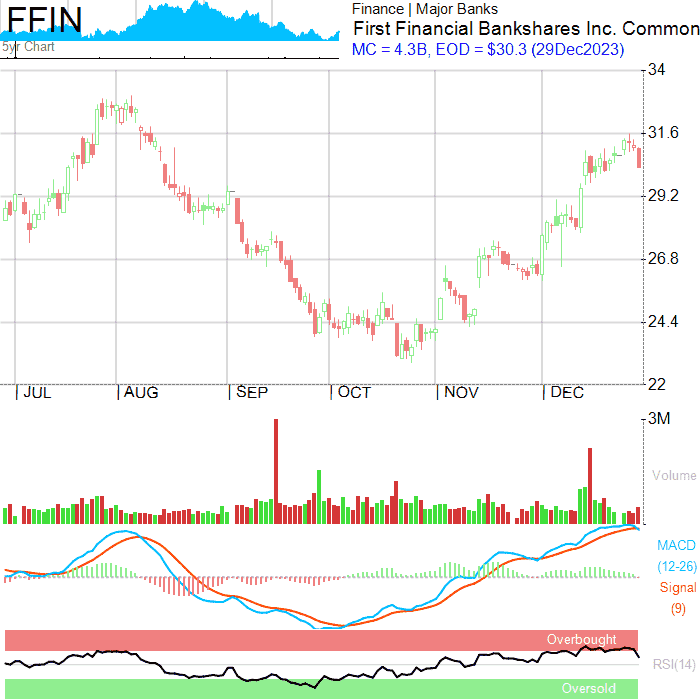 FFIN
5yr Chart
Finance | Major Banks
First Financial Bankshares Inc. Common
MC = 4.3B, EOD = $30.3 (29Dec2023)
34
31.6
29.2
26.8
24.4
22
JUL AUG SEP OCT NOV DEC
3M
Volume
MACD
(12-26)
Signal
(9)
Overbought
RSI(14)
Oversold